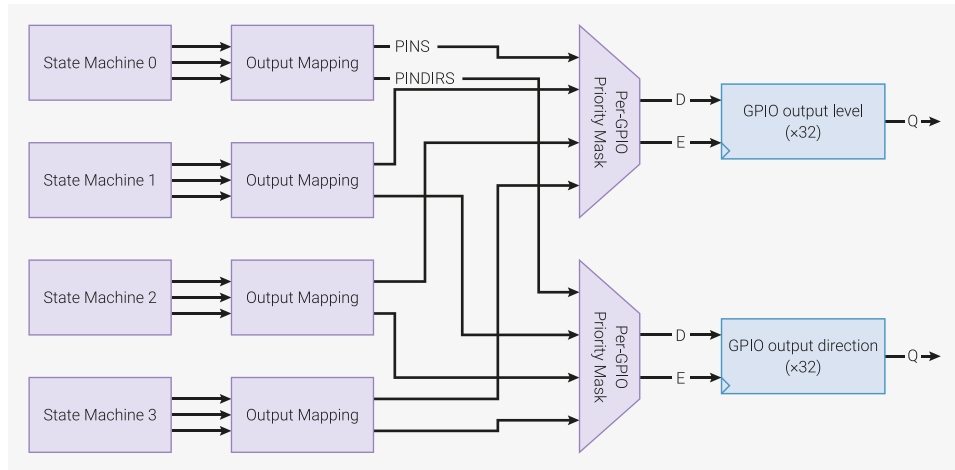 State Machine 0
Output Mapping
PINS
PINDIRS
Per-GPIO
Priority Mask
D
E
GPIO output level
(×32)
Q
State Machine 1
Output Mapping
State Machine 2
Output Mapping
Per-GPIO
Priority Mask
D
E
GPIO output direction
(×32)
Q
State Machine 3
Output Mapping